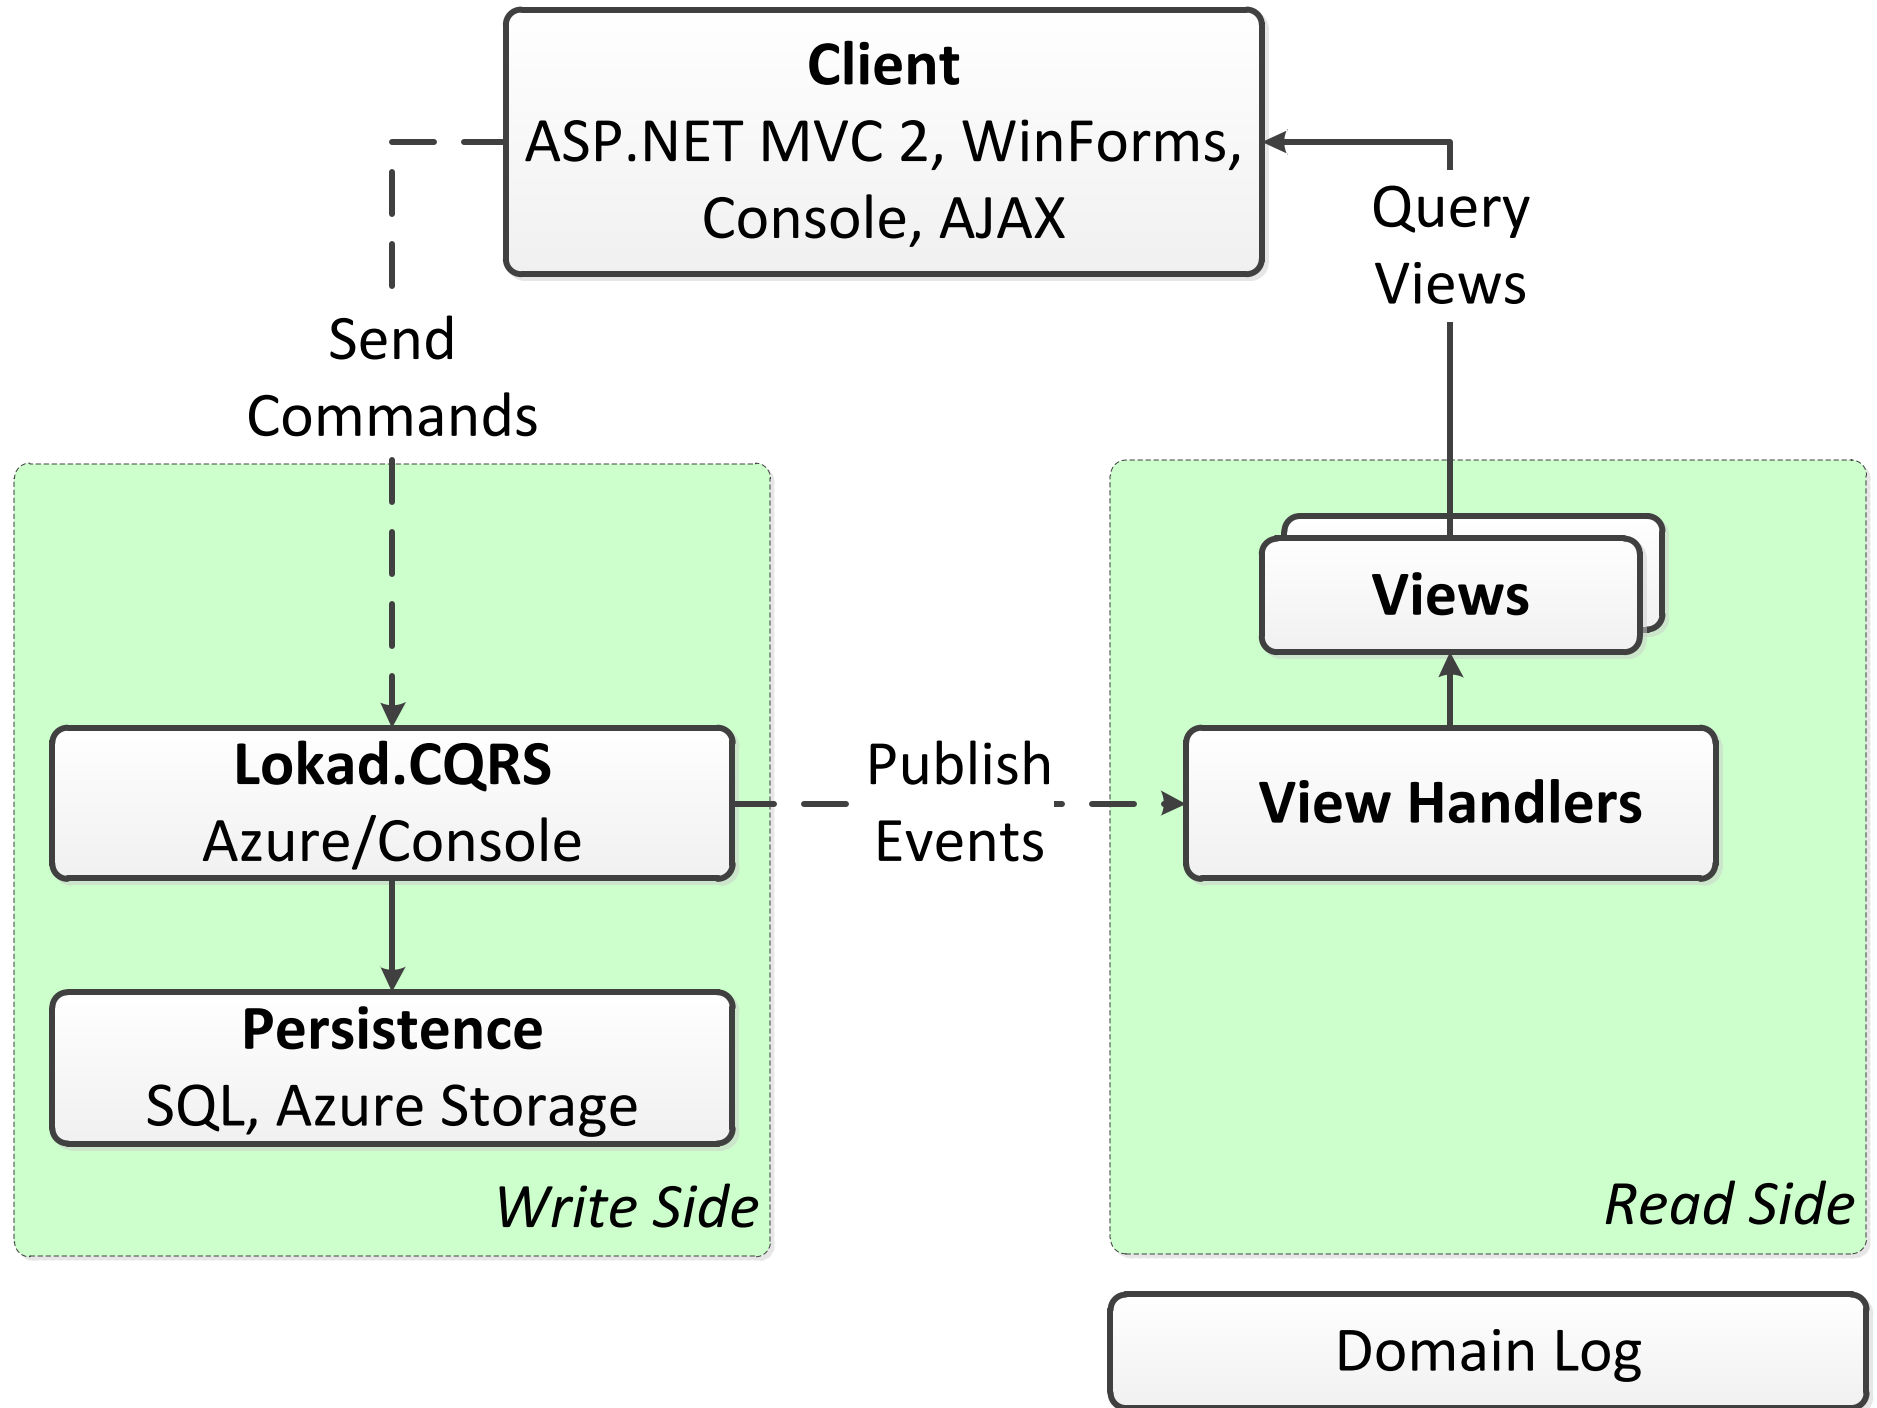 Client
ASP.NET MVC 2, WinForms,
Console, AJAX
Query
Views
Send
Commands
Views
Lokad.CQRS
Azure/Console
Publish
Events
View Handlers
Persistence
SQL, Azure Storage
Write Side
Read Side
Domain Log